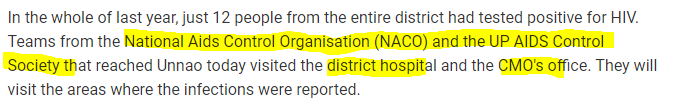 In the whole of last year, just 12 people from the entire district had tested positive for HIV.
Teams from the National Aids Control Organisation (NACO) and the UP AIDS Control
Society that reached Unnao today visited the district hospital and the CMO's office. They will
visit the areas where the infections were reported.